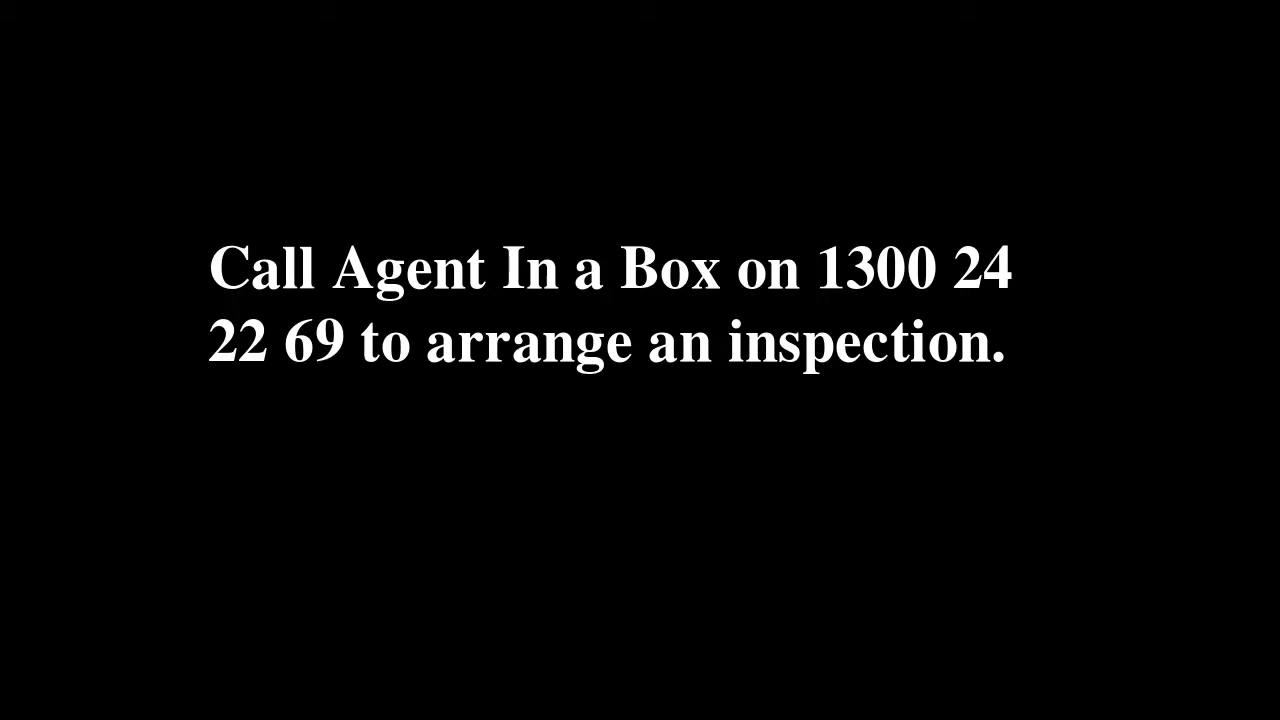 Call Agent In a Box on 1300 24
22 69 to arrange an inspection.